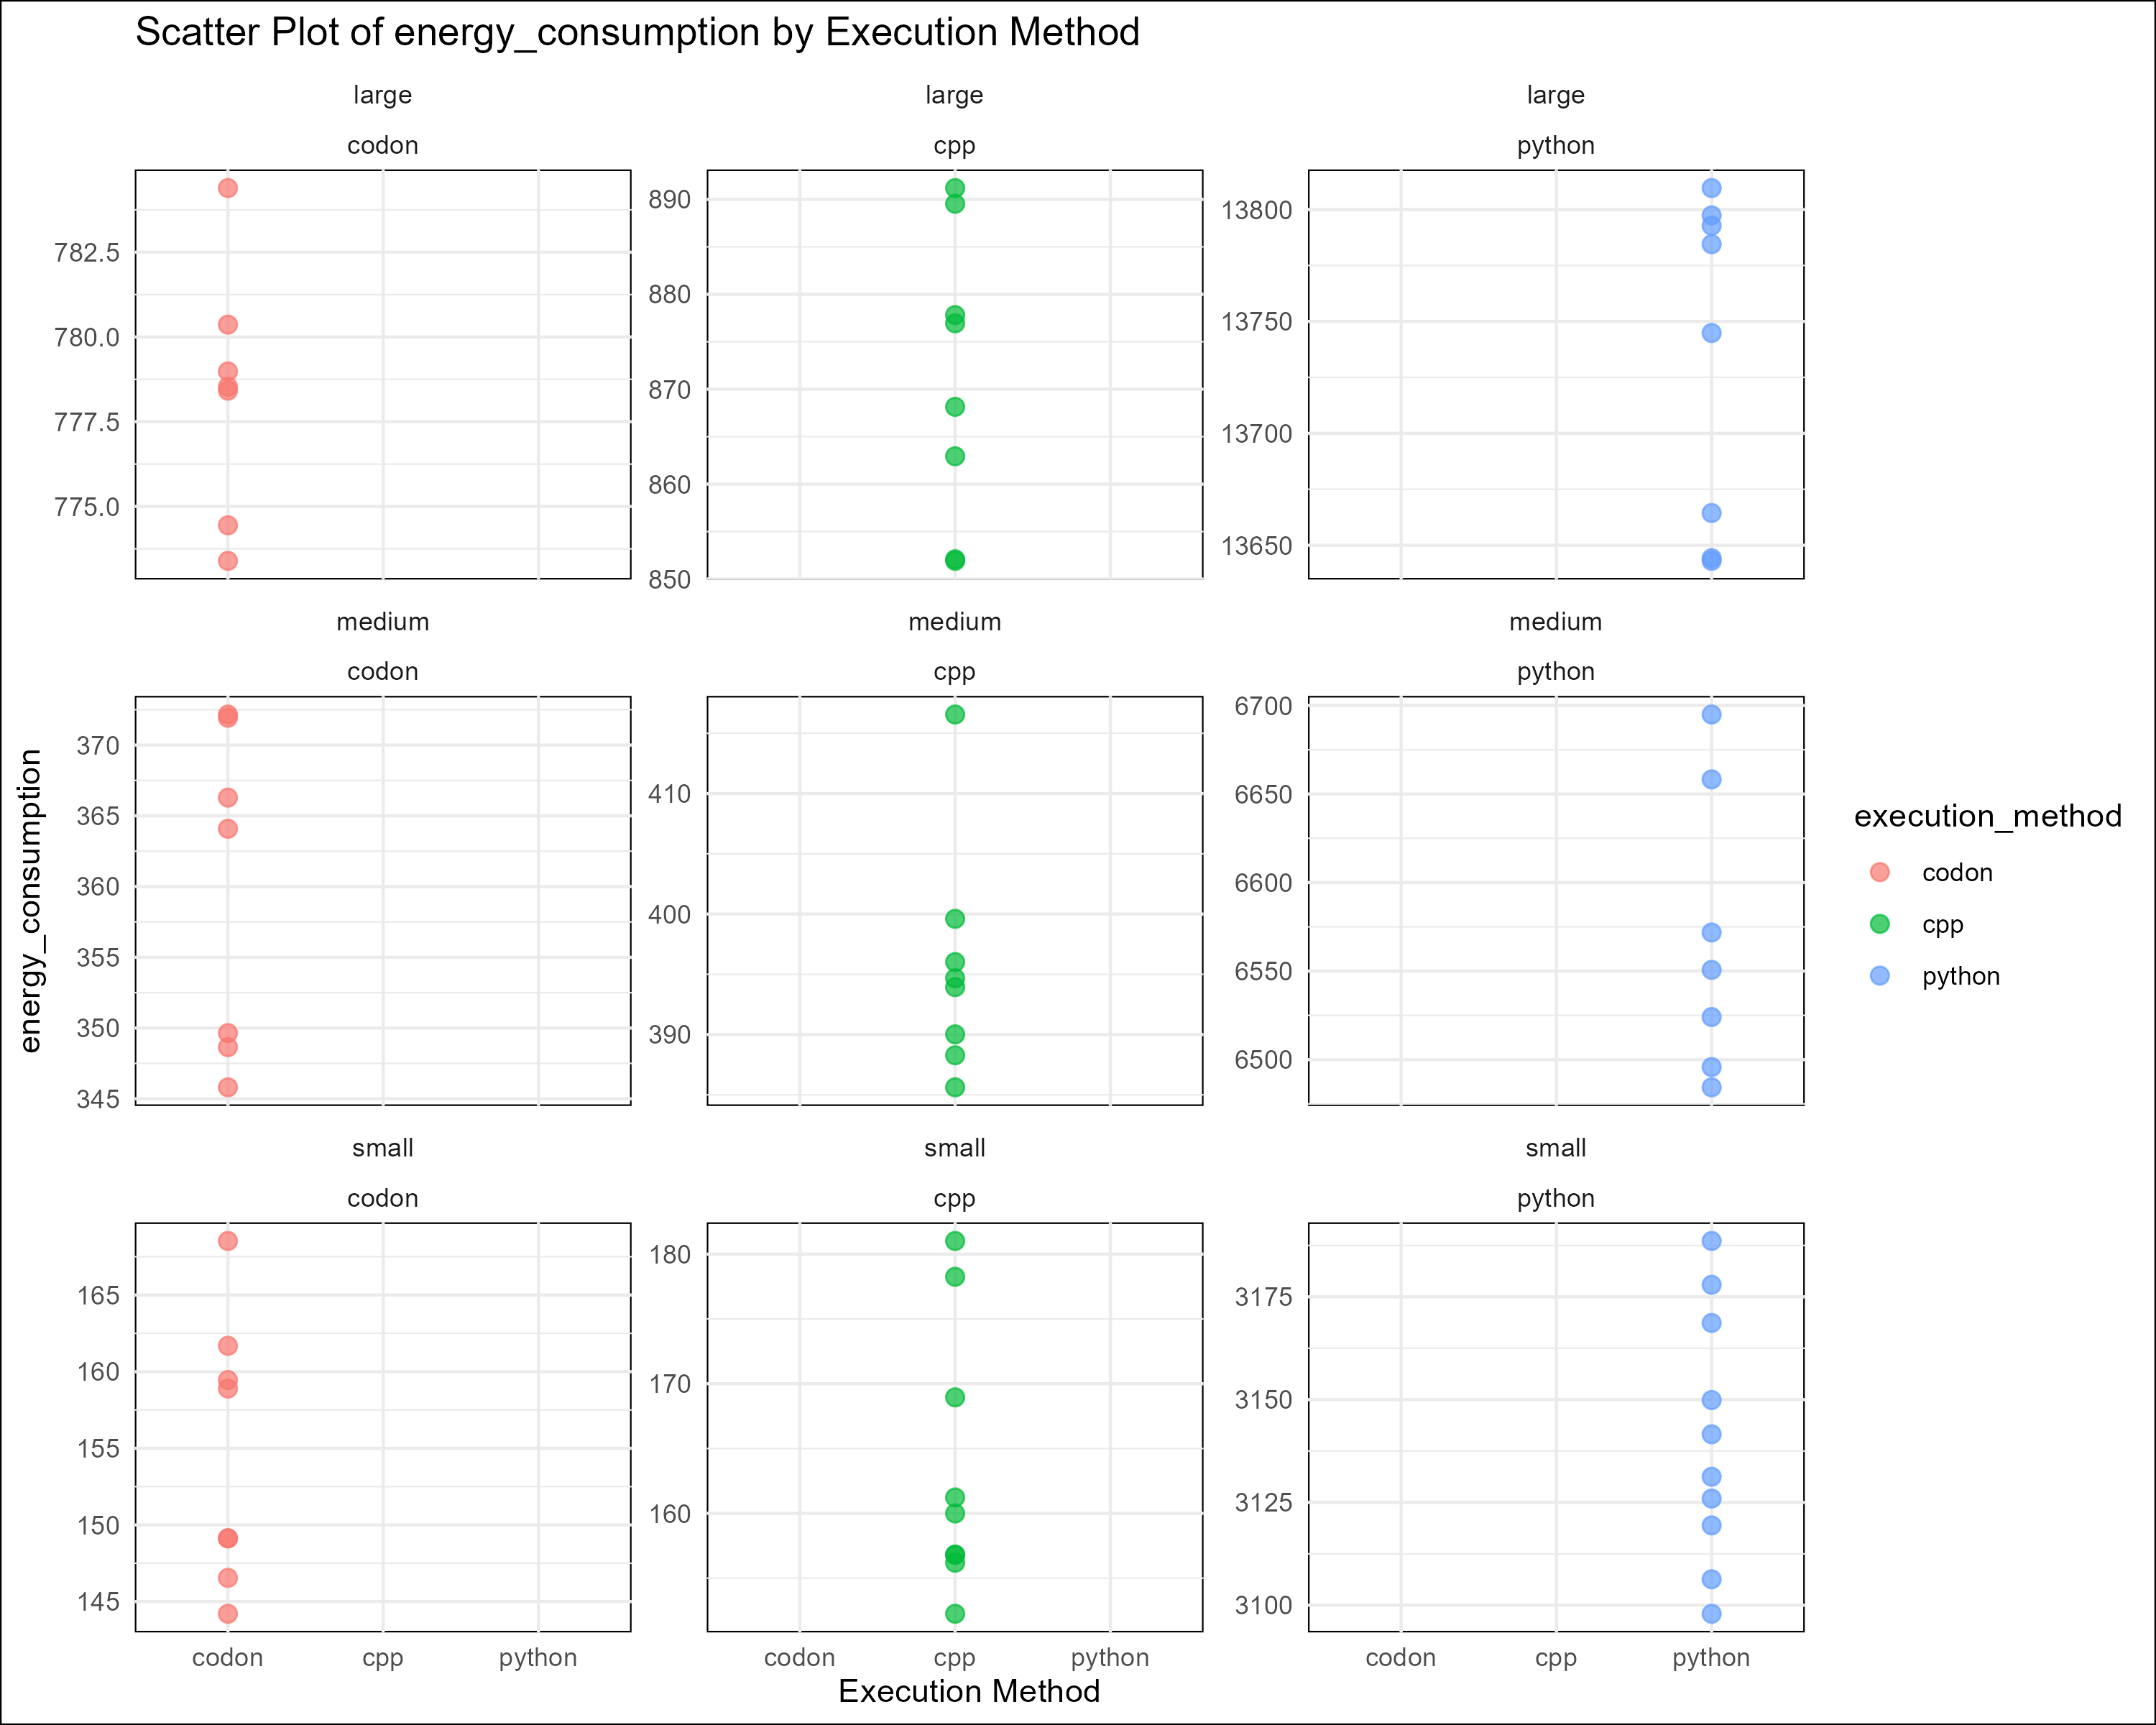 Scatter Plot of energy_consumption by Execution Method
large
codon
782.5
780.0
777.5
775.0
large
cpp
890
880
870
860
850
large
python
13800
13750
13700
13650
medium
codon
370
365
360
355
350
345
medium
cpp
410
400
390
medium
python
6700
6650
6600
6550
6500
small
codon
165
160
155
150
145
small
cpp
180
170
160
small
python
3175
3150
3125
3100
codon cpp python
codon cpp python
codon cpp python
Execution Method
energy_consumption
execution_method
codon
cpp
python